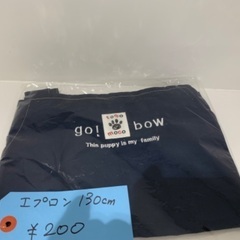 go! bow
This puppy is my family
エプロン 130cm
¥200